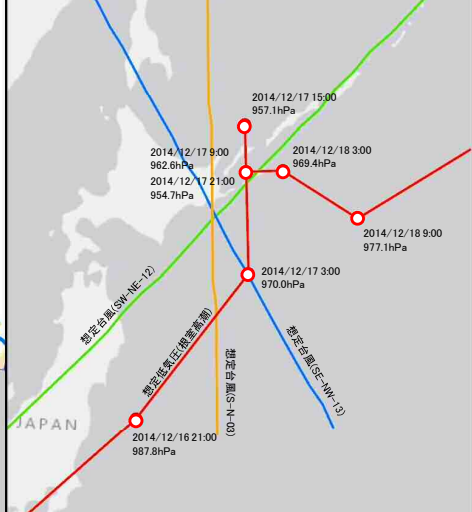 2014/12/17 15:00
957.1hPa
2014/12/17 9:00
962.6hPa
2014/12/17 21:00
954.7hPa
2014/12/18 3:00
969.4hPa
2014/12/18 9:00
977.1hPa
2014/12/17 3:00
970.0hPa
想定台風(SW-NE-12)
想定低気圧(根室高潮)
想定台風(S-N-03)
想定台風(SE-NW-13)
JAPAN
2014/12/16 21:00
987.8hPa